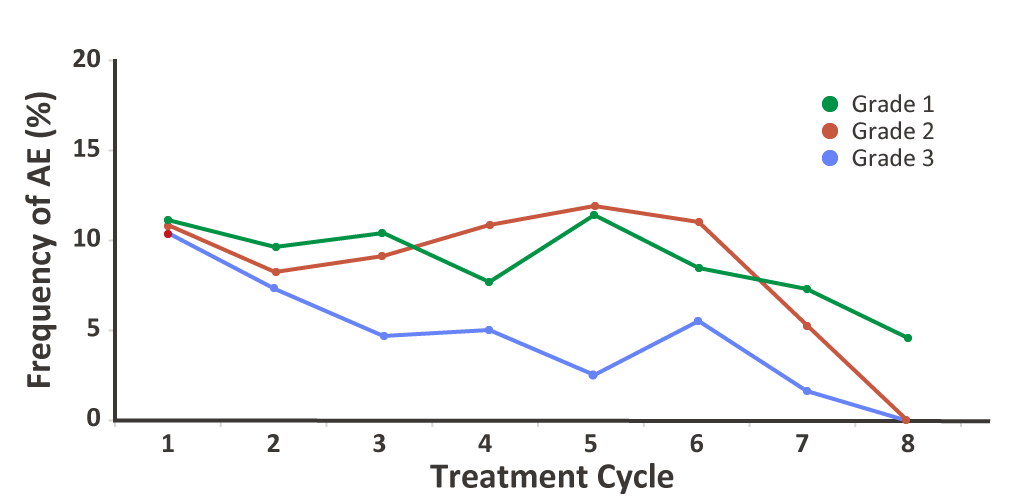 20
15
10
5
0
Frequency of AE (%)
Grade 1
Grade 2
Grade 3
1 2 3 4 5 6 7 8
Treatment Cycle